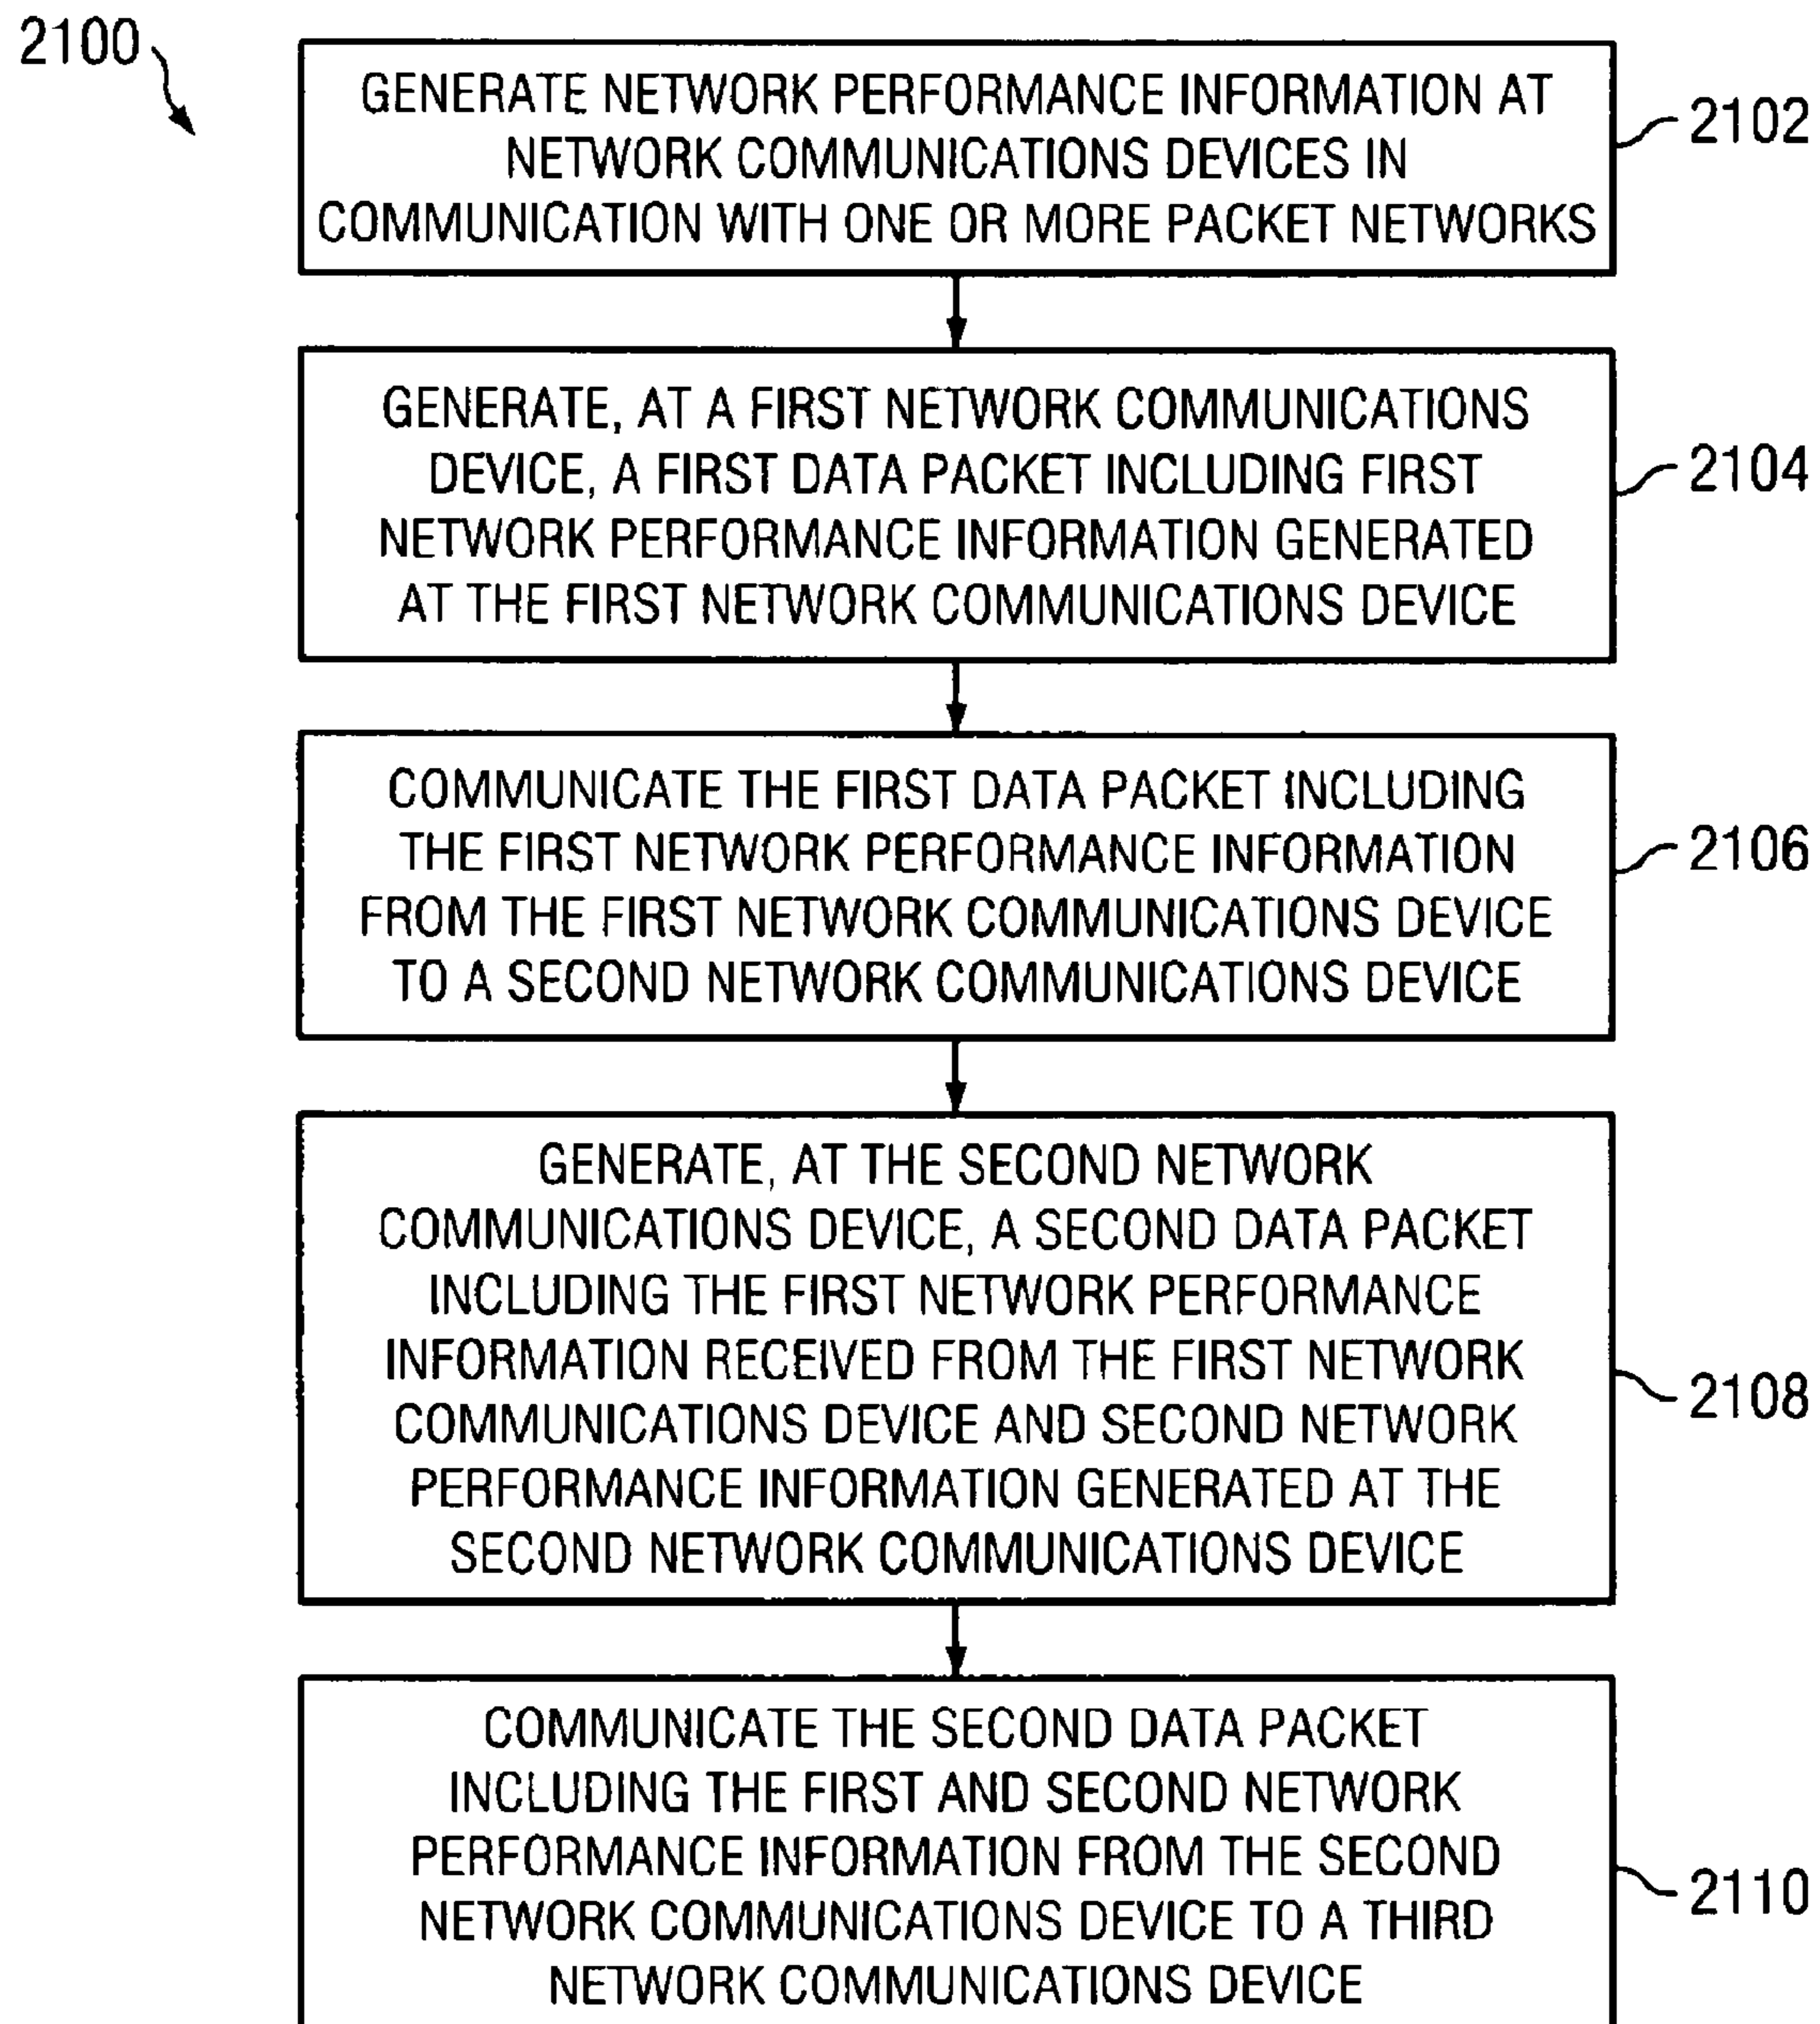 2100
GENERATE NETWORK PERFORMANCE INFORMATION AT
NETWORK COMMUNICATIONS DEVICES IN
COMMUNICATION WITH ONE OR MORE PACKET NETWORKS
2102
GENERATE, AT A FIRST NETWORK COMMUNICATIONS
DEVICE, A FIRST DATA PACKET INCLUDING FIRST
NETWORK PERFORMANCE INFORMATION GENERATED
AT THE FIRST NETWORK COMMUNICATIONS DEVICE
2104
COMMUNICATE THE FIRST DATA PACKET INCLUDING
THE FIRST NETWORK PERFORMANCE INFORMATION
FROM THE FIRST NETWORK COMMUNICATIONS DEVICE
TO A SECOND NETWORK COMMUNICATIONS DEVICE
2106
GENERATE, AT THE SECOND NETWORK
COMMUNICATIONS DEVICE, A SECOND DATA PACKET
INCLUDING THE FIRST NETWORK PERFORMANCE
INFORMATION RECEIVED FROM THE FIRST NETWORK
COMMUNICATIONS DEVICE AND SECOND NETWORK
PERFORMANCE INFORMATION GENERATED AT THE
SECOND NETWORK COMMUNICATIONS DEVICE
2108
COMMUNICATE THE SECOND DATA PACKET
INCLUDING THE FIRST AND SECOND NETWORK
PERFORMANCE INFORMATION FROM THE SECOND
NETWORK COMMUNICATIONS DEVICE TO A THIRD
NETWORK COMMUNICATIONS DEVICE
2110